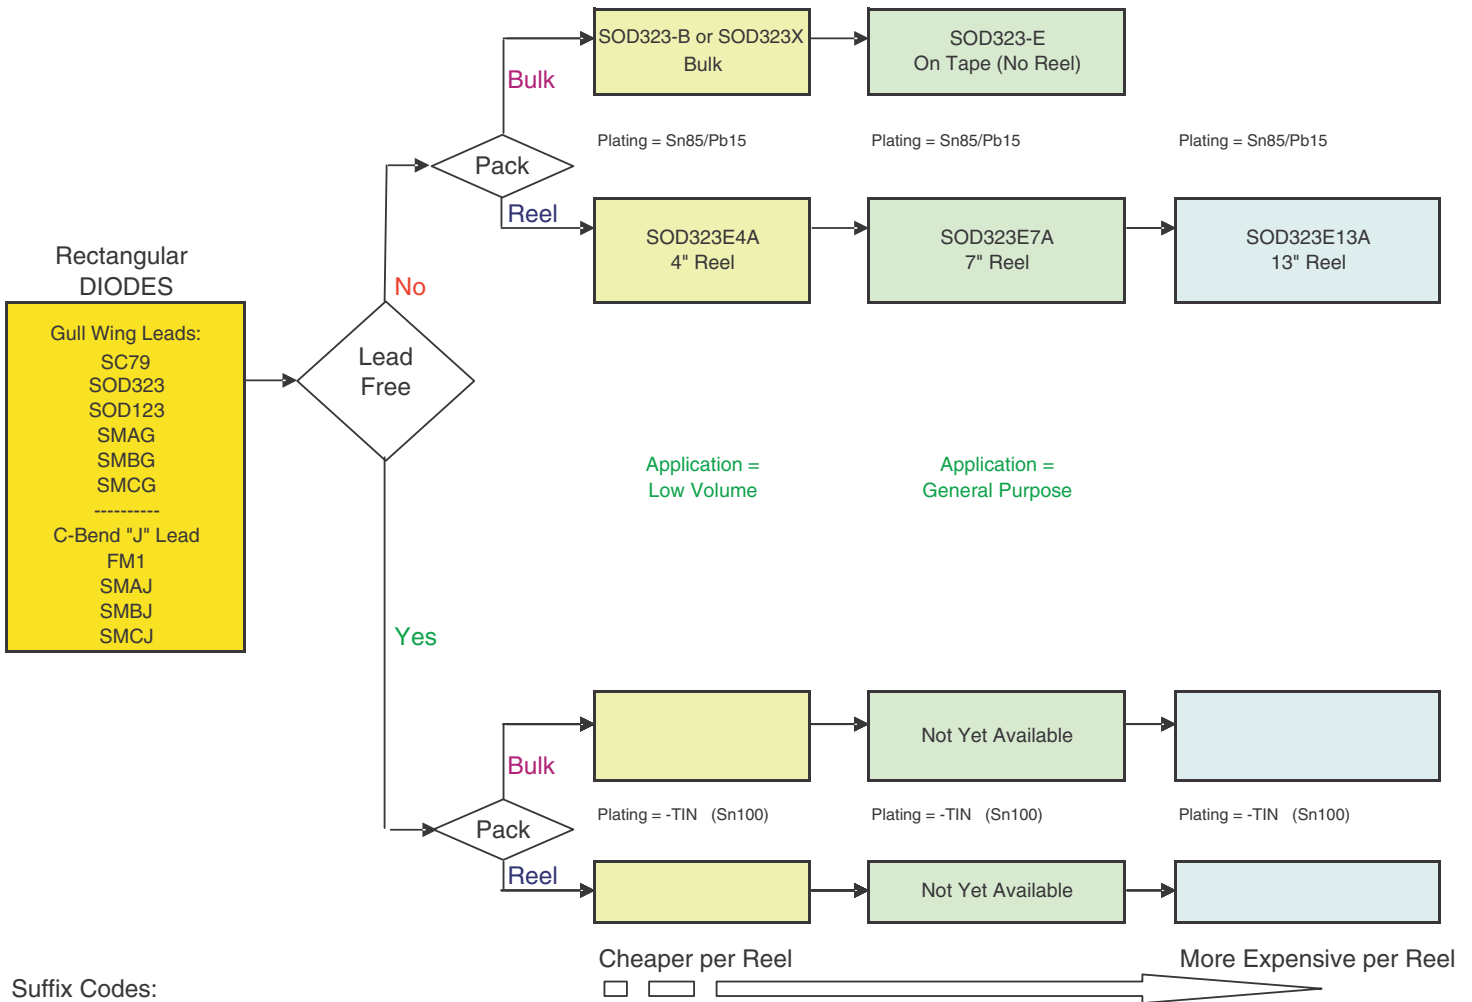 SOD323-B or SOD323X
Bulk
SOD323-E
On Tape (No Reel)
Bulk
Plating = Sn85/Pb15
Plating = Sn85/Pb15
Plating = Sn85/Pb15
Pack
Reel
SOD323E4A
4" Reel
SOD323E7A
7" Reel
SOD323E13A
13" Reel
Rectangular
DIODES
No
Gull Wing Leads:
SC79
SOD323
SOD123
SMAG
SMBG
SMCG
----------
C-Bend "J" Lead
FM1
SMAJ
SMBJ
SMCJ
Lead
Free
Application =
Low Volume
Application =
General Purpose
Yes
Bulk
Not Yet Available
Plating = -TIN (Sn100)
Plating = -TIN (Sn100)
Plating = -TIN (Sn100)
Pack
Reel
Not Yet Available
Cheaper per Reel
More Expensive per Reel
Suffix Codes: